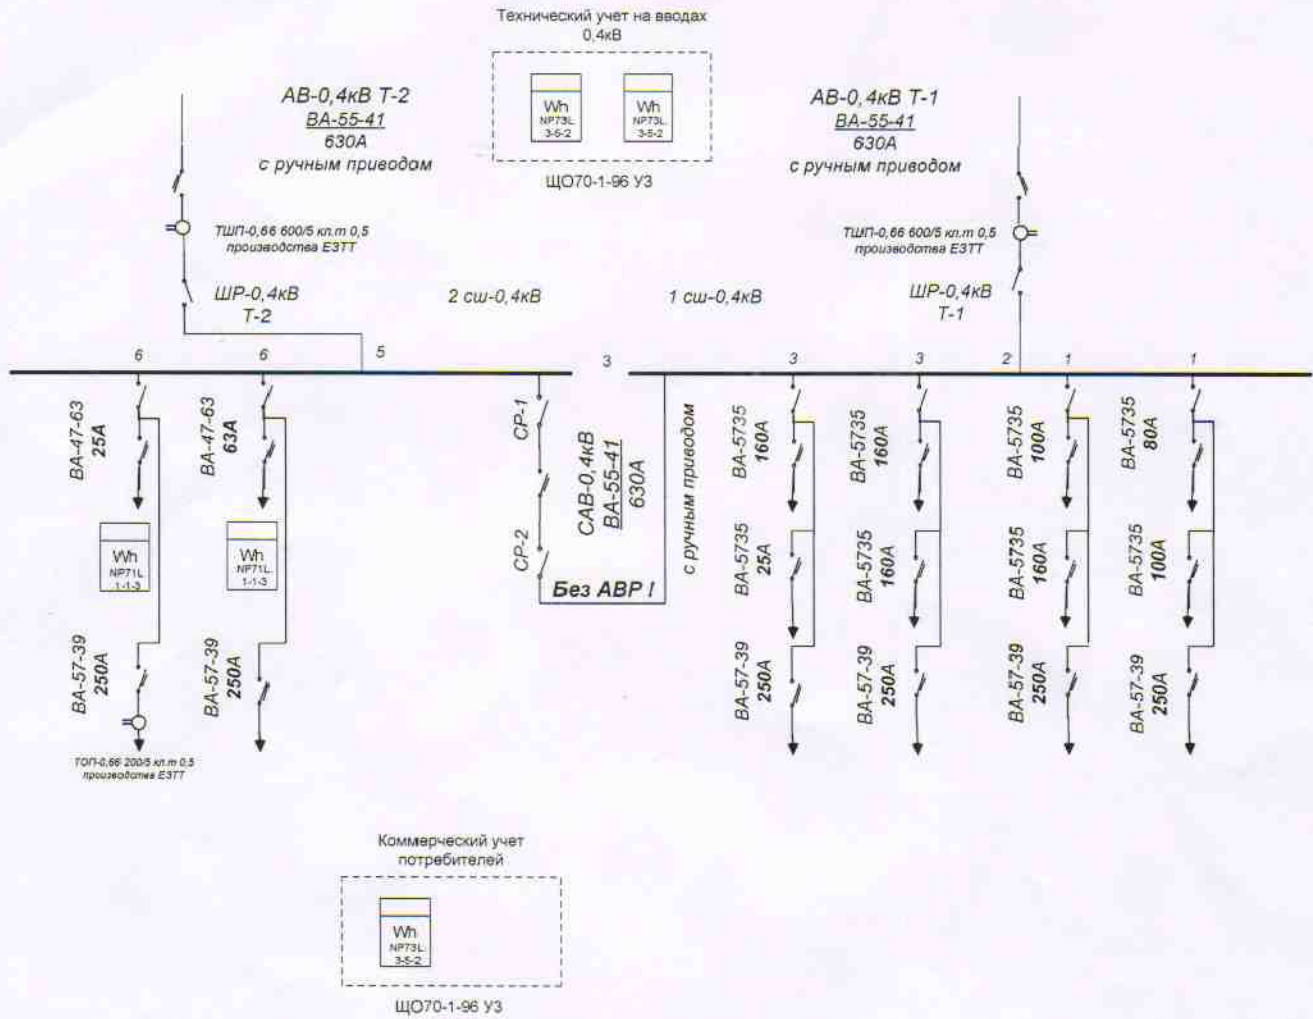 Технический учет на вводах
0,4кВ
Wh
NP73L
3-5-2
Wh
NP73L
3-5-2
ЩО70-1-96 У3
АВ-0,4кВ Т-2
ВА-55-41
630А
с ручным приводом
АВ-0,4кВ Т-1
ВА-55-41
630А
с ручным приводом
ТШП-0,66 600/5 кл.т 0,5
производства ЕЗТТ
ТШП-0,66 600/5 кл.т 0,5
производства ЕЗТТ
ШР-0,4кВ
Т-2
2 сш-0,4кВ
1 сш-0,4кВ
ШР-0,4кВ
Т-1
6
6
5
3
3
3
2
1
1
ВА-47-63
25А
ВА-47-63
63А
СР-1
СР-2
САВ-0,4кВ
ВА-55-41
630А
с ручным приводом
Без АВР !
ВА-5735
160А
ВА-5735
160А
ВА-5735
100А
ВА-5735
80А
Wh
NP71L
1-1-3
Wh
NP71L
1-1-3
ВА-5735
25А
ВА-5735
160А
ВА-5735
160А
ВА-5735
100А
ВА-57-39
250А
ВА-57-39
250А
ВА-57-39
250А
ВА-57-39
250А
ВА-57-39
250А
ВА-57-39
250А
ТОП-0,66 200/5 кл.т 0,5
производства ЕЗТТ
Коммерческий учет
потребителей
Wh
NP73L
3-5-2
ЩО70-1-96 У3